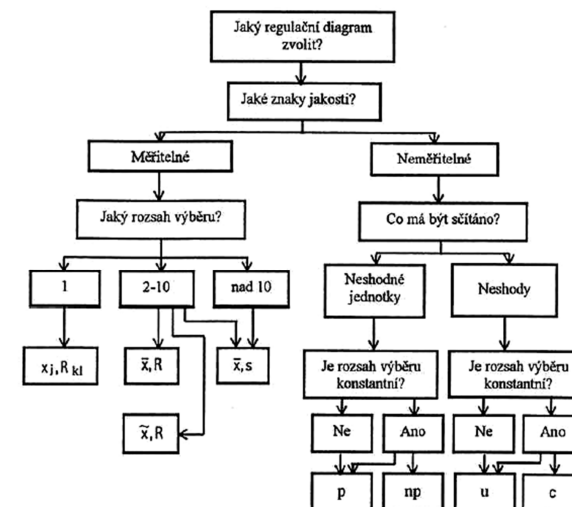 Jaký regulační diagram
zvolit?
Jaké znaky jakosti?
Měřitelné
Neměřitelné
Jaký rozsah výběru?
Co má být sčítáno?
1
2-10
nad 10
Neshodné
jednotky
Neshody
xj, Rkl
x̄, R
x̄, s
Je rozsah výběru
konstantní?
Je rozsah výběru
konstantní?
x̃, R
Ne
Ano
Ne
Ano
p
np
u
c